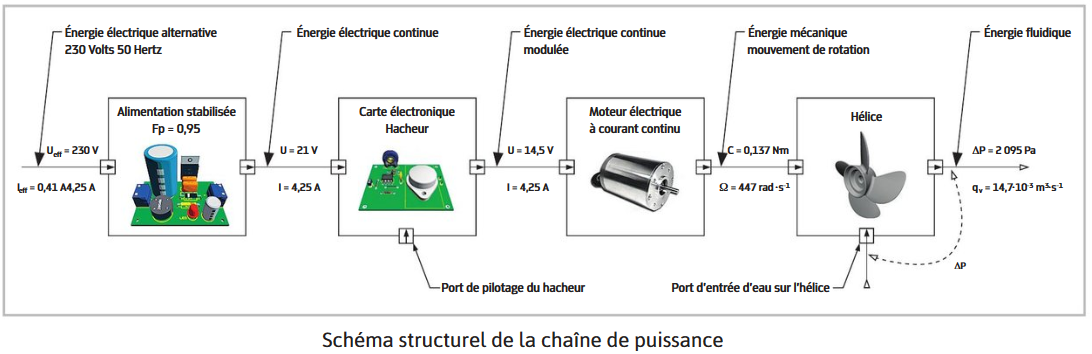 Énergie électrique alternative
230 Volts 50 Hertz
Énergie électrique continue
Énergie électrique continue
modulée
Énergie mécanique
mouvement de rotation
Énergie fluidique
Alimentation stabilisée
Fp = 0,95
Carte électronique
Hacheur
Moteur électrique
à courant continu
Hélice
Ueff = 230 V
Ieff = 0,41 A4,25 A
U = 21 V
I = 4,25 A
U = 14,5 V
I = 4,25 A
C = 0,137 N·m
Ω = 447 rad·s-1
ΔP = 2 095 Pa
qv = 14,7·10-3 m3·s-1
ΔP
Port de pilotage du hacheur
Port d'entrée d'eau sur l'hélice
Schéma structurel de la chaîne de puissance